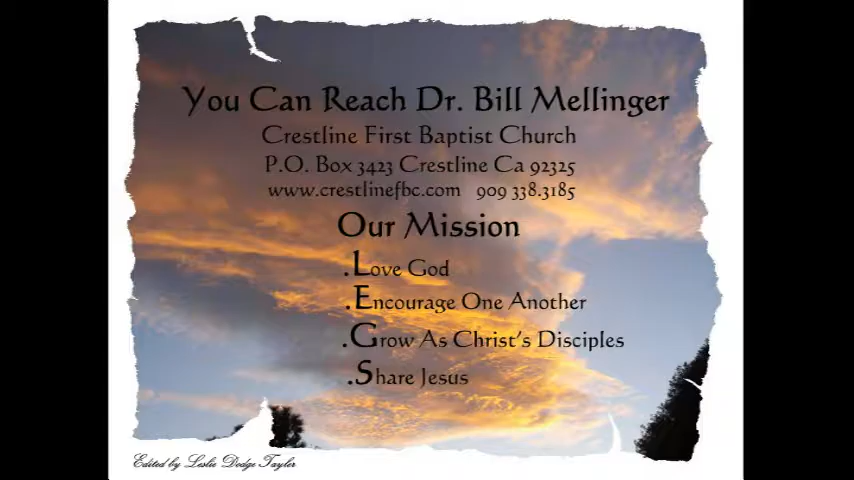 You Can Reach Dr. Bill Mellinger
Crestline First Baptist Church
P.O. Box 3423 Crestline Ca 92325
www.crestlinefbc.com 909 338.3185
Our Mission
.Love God
.Encourage One Another
.Grow As Christ's Disciples
.Share Jesus
Edited by Leslie Dodge Taylor